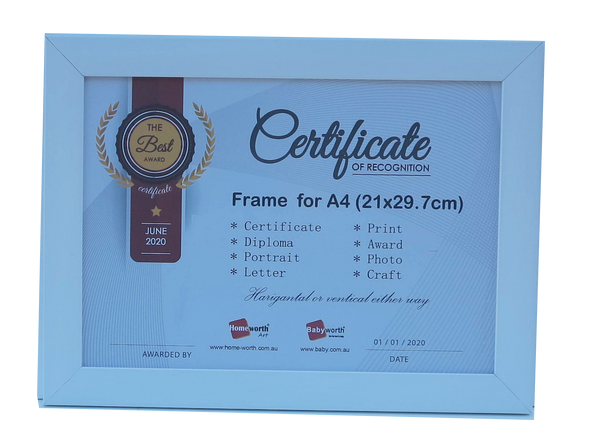 THE
Best
AWARD
certificate
JUNE
2020
Certificate
OF RECOGNITION
Frame for A4 (21x29.7cm)
* Certificate * Print
* Diploma * Award
* Portrait * Photo
* Letter * Craft
Harigantal or ventical either way
Homeworth Art Babyworth
www.home-worth.com.au www.baby.com.au 01 / 01 / 2020
AWARDED BY DATE